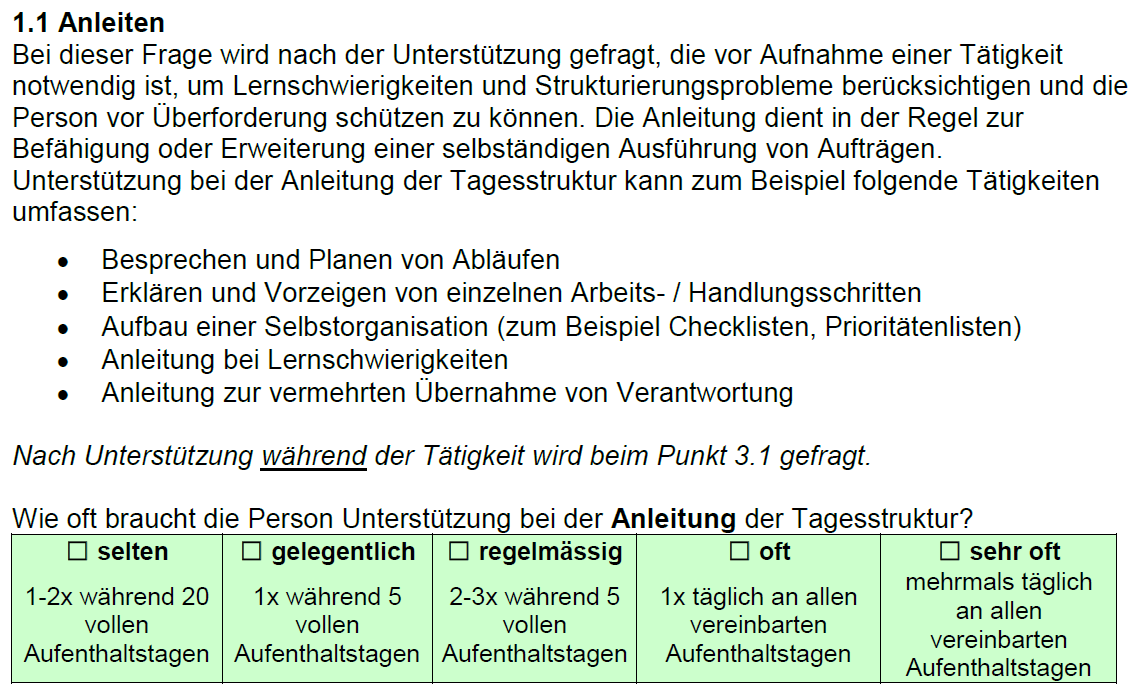 1.1 Anleiten
Bei dieser Frage wird nach der Unterstützung gefragt, die vor Aufnahme einer Tätigkeit
notwendig ist, um Lernschwierigkeiten und Strukturierungsprobleme berücksichtigen und die
Person vor Überforderung schützen zu können. Die Anleitung dient in der Regel zur
Befähigung oder Erweiterung einer selbständigen Ausführung von Aufträgen.
Unterstützung bei der Anleitung der Tagesstruktur kann zum Beispiel folgende Tätigkeiten
umfassen:
• Besprechen und Planen von Abläufen
• Erklären und Vorzeigen von einzelnen Arbeits- / Handlungsschritten
• Aufbau einer Selbstorganisation (zum Beispiel Checklisten, Prioritätenlisten)
• Anleitung bei Lernschwierigkeiten
• Anleitung zur vermehrten Übernahme von Verantwortung
Nach Unterstützung während der Tätigkeit wird beim Punkt 3.1 gefragt.
Wie oft braucht die Person Unterstützung bei der Anleitung der Tagesstruktur?
☐ selten
1-2x während 20
vollen
Aufenthaltstagen
☐ gelegentlich
1x während 5
vollen
Aufenthaltstagen
☐ regelmässig
2-3x während 5
vollen
Aufenthaltstagen
☐ oft
1x täglich an allen
vereinbarten
Aufenthaltstagen
☐ sehr oft
mehrmals täglich
an allen
vereinbarten
Aufenthaltstagen